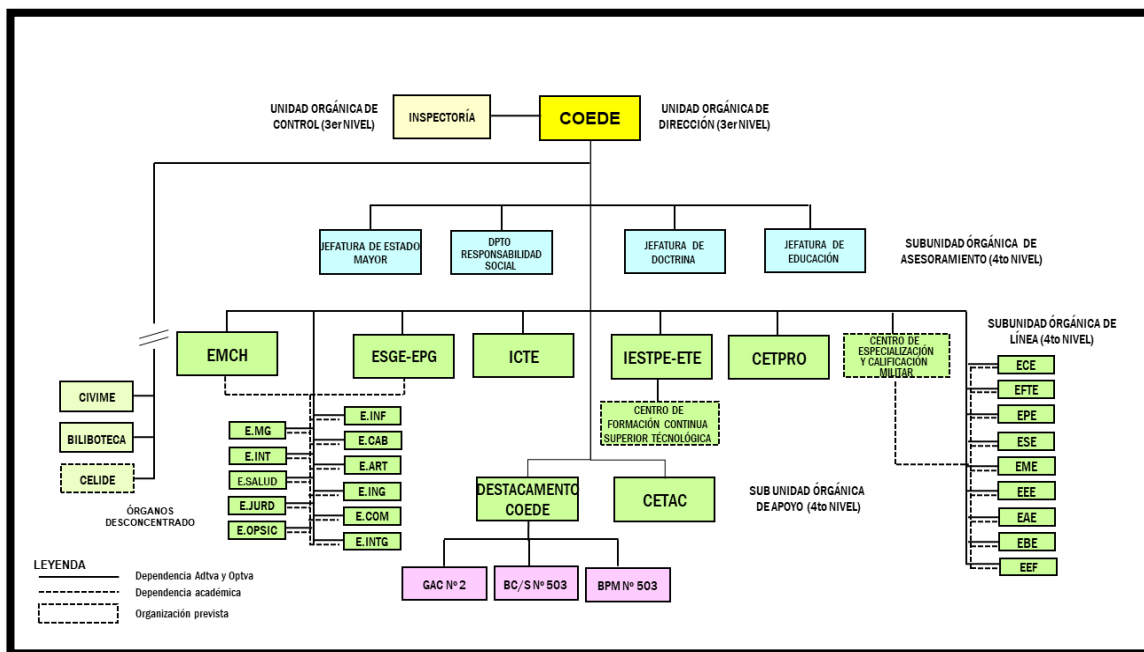 UNIDAD ORGÁNICA DE
CONTROL (3er NIVEL)
INSPECTORÍA
COEDE
UNIDAD ORGÁNICA DE
DIRECCIÓN (3er NIVEL)
JEFATURA DE ESTADO
MAYOR
DPTO
RESPONSABILIDAD
SOCIAL
JEFATURA DE
DOCTRINA
JEFATURA DE
EDUCACIÓN
SUBUNIDAD ÓRGÁNICA DE
ASESORAMIENTO (4to NIVEL)
EMCH
ESGE-EPG
ICTE
IESTPE-ETE
CETPRO
CENTRO DE
ESPECIALIZACIÓN
Y CALIFICACIÓN
MILITAR
SUBUNIDAD ÓRGÁNICA DE
LÍNEA (4to NIVEL)
CIVIME
BILIBOTECA
CELIDE
ÓRGANOS
DESCONCENTRADO
E.MG
E.INT
E.SALUD
E.JURD
E.OPSIC
E.INF
E.CAB
E.ART
E.ING
E.COM
E.INTG
CENTRO DE
FORMACIÓN CONTINUA
SUPERIOR TÉCNOLÓGICA
ECE
EFTE
EPE
ESE
EME
EEE
EAE
EBE
EEF
DESTACAMENTO
COEDE
CETAC
SUB UNIDAD ÓRGÁNICA
DE APOYO (4to NIVEL)
GAC Nº 2
BC/S Nº 503
BPM Nº 503
LEYENDA
Dependencia Adtva y Optva
Dependencia académica
Organización prevista